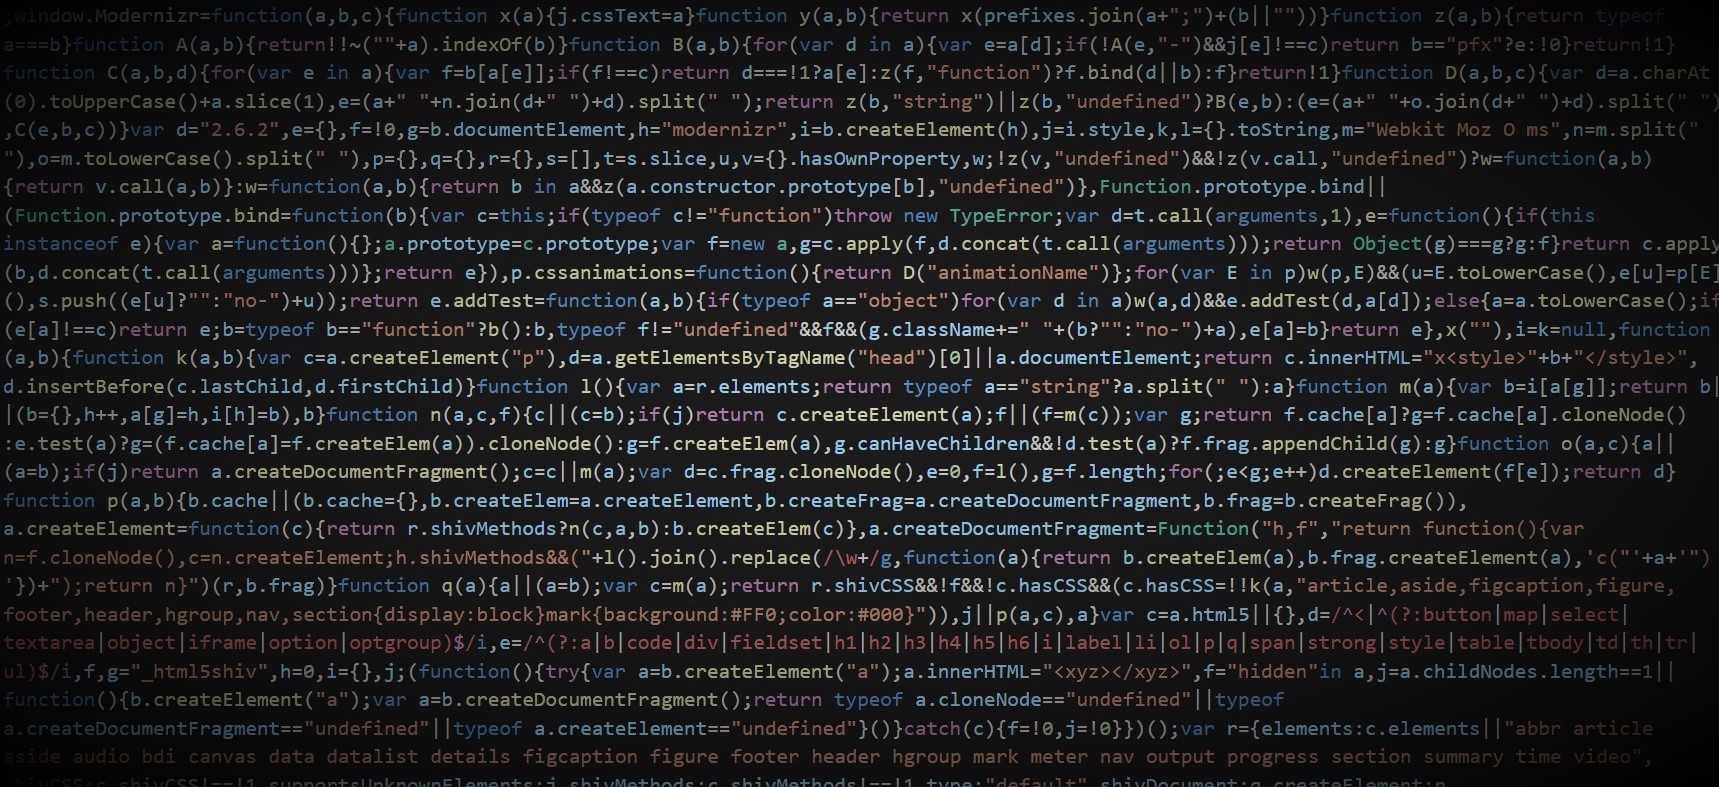 ;window.Modernizr=function(a,b,c){function x(a){j.cssText=a}function y(a,b){return x(prefixes.join(a+";")+(b||""))}function z(a,b){return typeof
a===b}function A(a,b){return!!~(""+a).indexOf(b)}function B(a,b){for(var d in a){var e=a[d];if(!A(e,"-")&&j[e]!==c)return b=="pfx"?e:!0}return!1}
function C(a,b,d){for(var e in a){var f=b[a[e]];if(f!==c)return d===!1?a[e]:z(f,"function")?f.bind(d||b):f}return!1}function D(a,b,c){var d=a.charAt
(0).toUpperCase()+a.slice(1),e=(a+" "+n.join(d+" ")+d).split(" ");return z(b,"string")||z(b,"undefined")?B(e,b):(e=(a+" "+o.join(d+" ")+d).split(" ")
,C(e,b,c))}var d="2.6.2",e={},f=!0,g=b.documentElement,h="modernizr",i=b.createElement(h),j=i.style,k,l={}.toString,m="Webkit Moz O ms",n=m.split("
"),o=m.toLowerCase().split(" "),p={},q={},r={},s=[],t=s.slice,u,v={}.hasOwnProperty,w;!z(v,"undefined")&&!z(v.call,"undefined")?w=function(a,b)
{return v.call(a,b)}:w=function(a,b){return b in a&&z(a.constructor.prototype[b],"undefined")},Function.prototype.bind||
(Function.prototype.bind=function(b){var c=this;if(typeof c!="function")throw new TypeError;var d=t.call(arguments,1),e=function(){if(this
instanceof e){var a=function(){};a.prototype=c.prototype;var f=new a,g=c.apply(f,d.concat(t.call(arguments)));return Object(g)===g?g:f}return c.apply
(b,d.concat(t.call(arguments)))};return e}),p.cssanimations=function(){return D("animationName")};for(var E in p)w(p,E)&&(u=E.toLowerCase(),e[u]=p[E]
(),s.push((e[u]?"":"no-")+u));return e.addTest=function(a,b){if(typeof a=="object")for(var d in a)w(a,d)&&e.addTest(d,a[d]);else{a=a.toLowerCase();if
(e[a]!==c)return e;b=typeof b=="function"?b():b,typeof f!="undefined"&&f&&(g.className+=" "+(b?"":"no-")+a),e[a]=b}return e},x(""),i=k=null,function
(a,b){function k(a,b){var c=a.createElement("p"),d=a.getElementsByTagName("head")[0]||a.documentElement;return c.innerHTML="x<style>"+b+"</style>",
d.insertBefore(c.lastChild,d.firstChild)}function l(){var a=r.elements;return typeof a=="string"?a.split(" "):a}function m(a){var b=i[a[g]];return b|
|(b={},h++,a[g]=h,i[h]=b),b}function n(a,c,f){c||(c=b);if(j)return c.createElement(a);f||(f=m(c));var g;return f.cache[a]?g=f.cache[a].cloneNode()
:e.test(a)?g=(f.cache[a]=f.createElem(a)).cloneNode():g=f.createElem(a),g.canHaveChildren&&!d.test(a)?f.frag.appendChild(g):g}function o(a,c){a||
(a=b);if(j)return a.createDocumentFragment();c=c||m(a);var d=c.frag.cloneNode(),e=0,f=l(),g=f.length;for(;e<g;e++)d.createElement(f[e]);return d}
function p(a,b){b.cache||(b.cache={},b.createElem=a.createElement,b.createFrag=a.createDocumentFragment,b.frag=b.createFrag()),
a.createElement=function(c){return r.shivMethods?n(c,a,b):b.createElem(c)},a.createDocumentFragment=Function("h,f","return function(){var
n=f.cloneNode(),c=n.createElement;h.shivMethods&&("+l().join().replace(/\w+/g,function(a){return b.createElem(a),b.frag.createElement(a),'c("'+a+'")
'})+");return n}")(r,b.frag)}function q(a){a||(a=b);var c=m(a);return r.shivCSS&&!f&&!c.hasCSS&&(c.hasCSS=!!k(a,"article,aside,figcaption,figure,
footer,header,hgroup,nav,section{display:block}mark{background:#FF0;color:#000}")),j||p(a,c),a}var c=a.html5||{},d=/^<|^(?:button|map|select|
textarea|object|iframe|option|optgroup)$/i,e=/^(?:a|b|code|div|fieldset|h1|h2|h3|h4|h5|h6|i|label|li|ol|p|q|span|strong|style|table|tbody|td|th|tr|
ul)$/i,f,g="_html5shiv",h=0,i={},j;(function(){try{var a=b.createElement("a");a.innerHTML="<xyz></xyz>",f="hidden"in a,j=a.childNodes.length==1||
function(){b.createElement("a");var a=b.createDocumentFragment();return typeof a.cloneNode=="undefined"||typeof
a.createDocumentFragment=="undefined"||typeof a.createElement=="undefined"}()}catch(c){f=!0,j=!0}})();var r={elements:c.elements||"abbr article
aside audio bdi canvas data datalist details figcaption figure footer header hgroup mark meter nav output progress section summary time video",
shivCSS:c.shivCSS!==!1,supportsUnknownElements:j,shivMethods:c.shivMethods!==!1,type:"default",shivDocument:q,createElement:n,